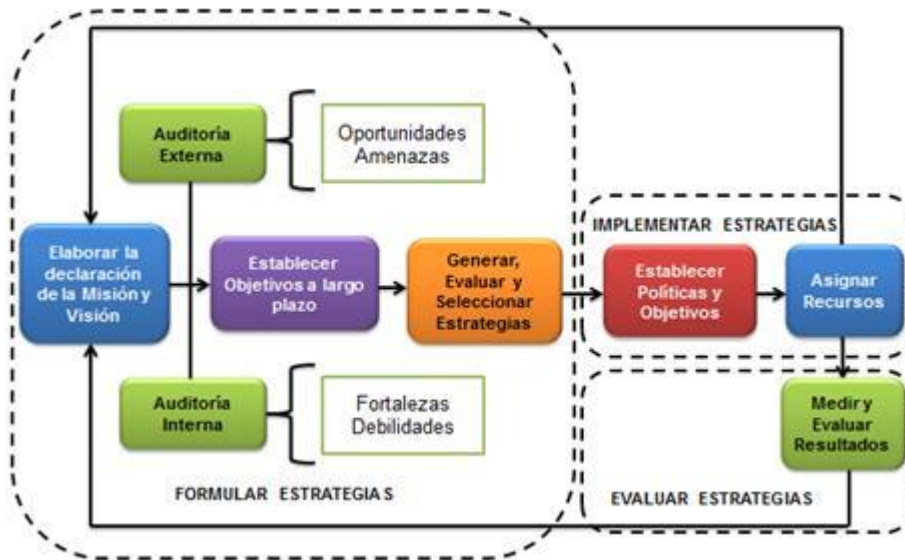 Auditoría
Externa
Oportunidades
Amenazas
IMPLEMENTAR ESTRATEGIAS
Elaborar la
declaración
de la Misión y
Visión
Establecer
Objetivos a largo
plazo
Generar,
Evaluar y
Seleccionar
Estrategias
Establecer
Políticas y
Objetivos
Asignar
Recursos
Auditoría
Interna
Fortalezas
Debilidades
Medir y
Evaluar
Resultados
FORMULAR ESTRATEGIAS
EVALUAR ESTRATEGIAS